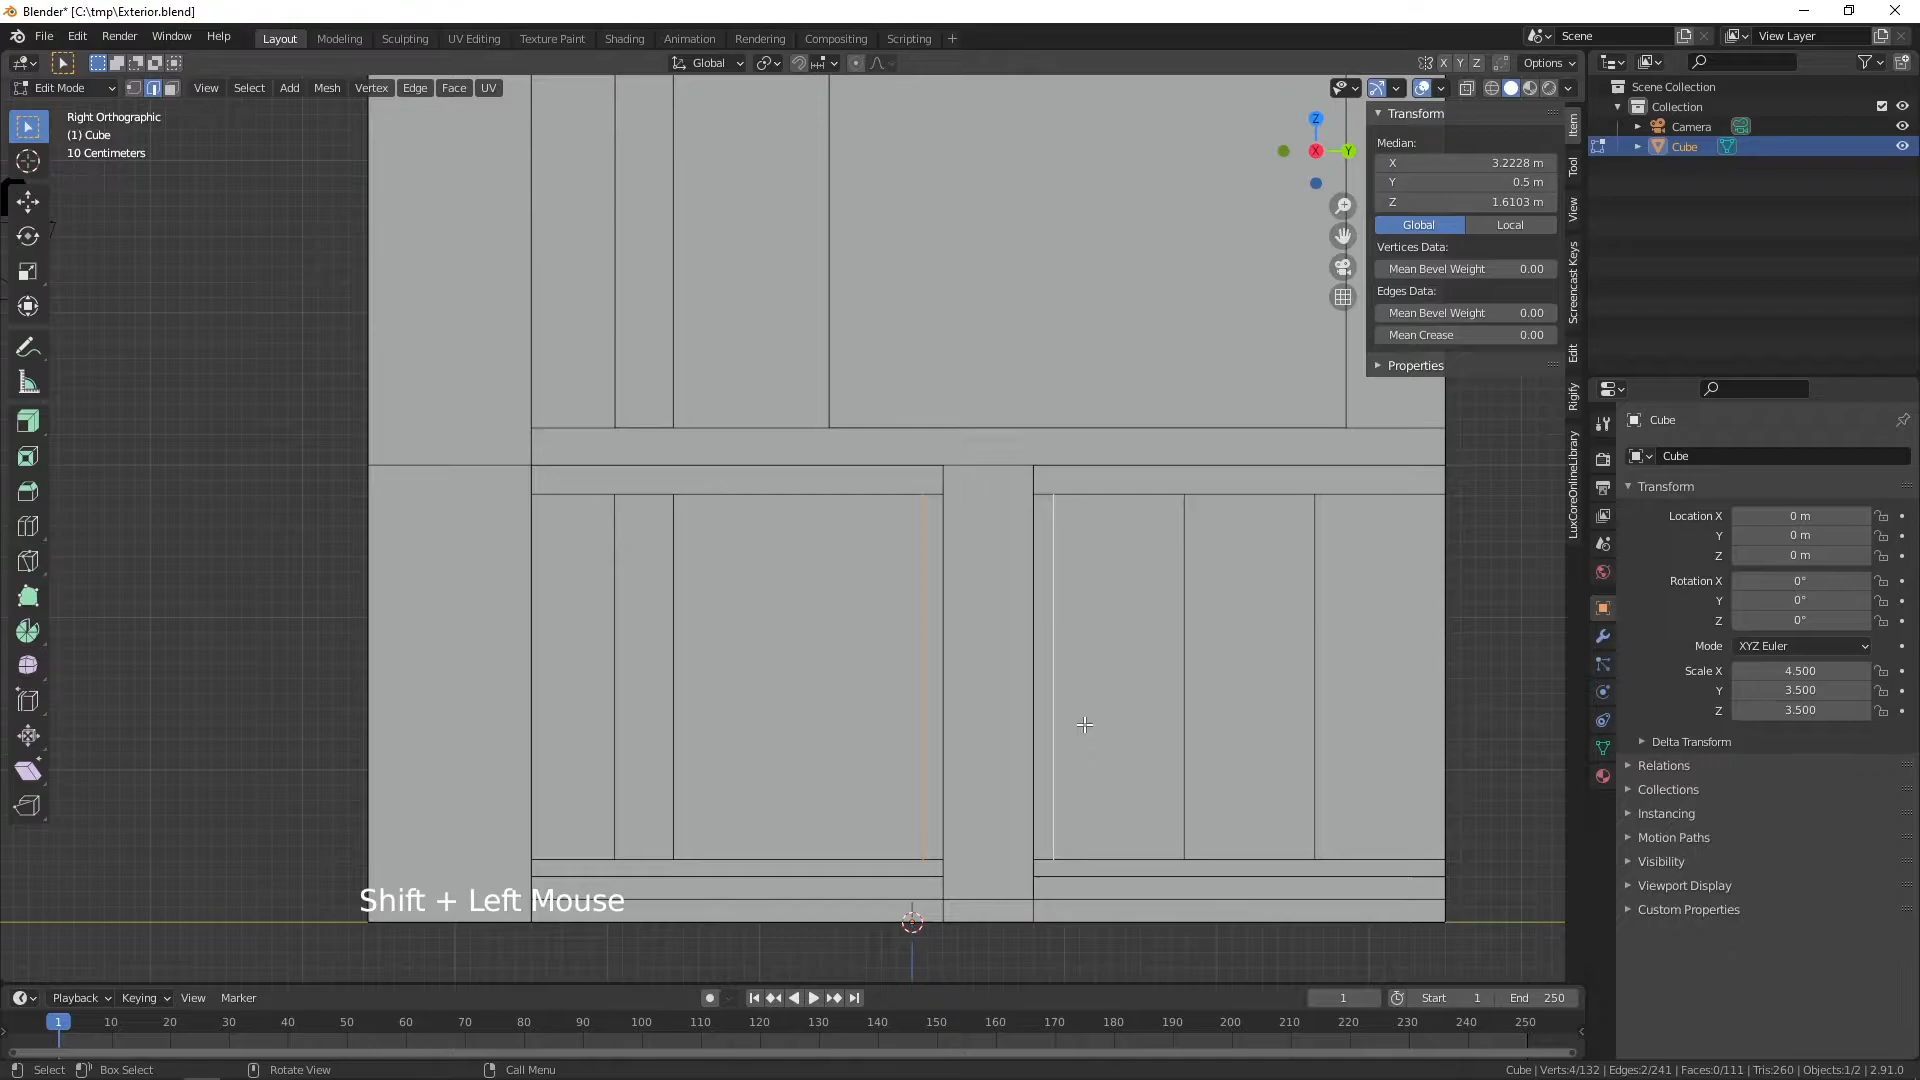 Blender* [C:\tmp\Exterior.blend]
File Edit Render Window Help
Layout Modeling Sculpting UV Editing Texture Paint Shading Animation Rendering Compositing Scripting +
Scene
View Layer
Global
X Y Z
Options
Edit Mode
View Select Add Mesh Vertex Edge Face UV
Right Orthographic
(1) Cube
10 Centimeters
Z
X
Y
Transform
Median:
X 3.2228 m
Y 0.5 m
Z 1.6103 m
Global Local
Vertices Data:
Mean Bevel Weight 0.00
Edges Data:
Mean Bevel Weight 0.00
Mean Crease 0.00
Properties
Item
Tool
View
Screencast Keys
Edit
Rigify
LuxCoreOnlineLibrary
Scene Collection
Collection
Camera
Cube
Cube
Cube
Transform
Location X 0 m
Y 0 m
Z 0 m
Rotation X 0°
Y 0°
Z 0°
Mode XYZ Euler
Scale X 4.500
Y 3.500
Z 3.500
Delta Transform
Relations
Collections
Instancing
Motion Paths
Visibility
Viewport Display
Custom Properties
Shift + Left Mouse
Playback Keying View Marker
1
Start 1
End 250
1 10 20 30 40 50 60 70 80 90 100 110 120 130 140 150 160 170 180 190 200 210 220 230 240 250
Select Box Select Rotate View Call Menu
Cube | Verts:4/132 | Edges:2/241 | Faces:0/111 | Tris:260 | Objects:1/2 | 2.91.0